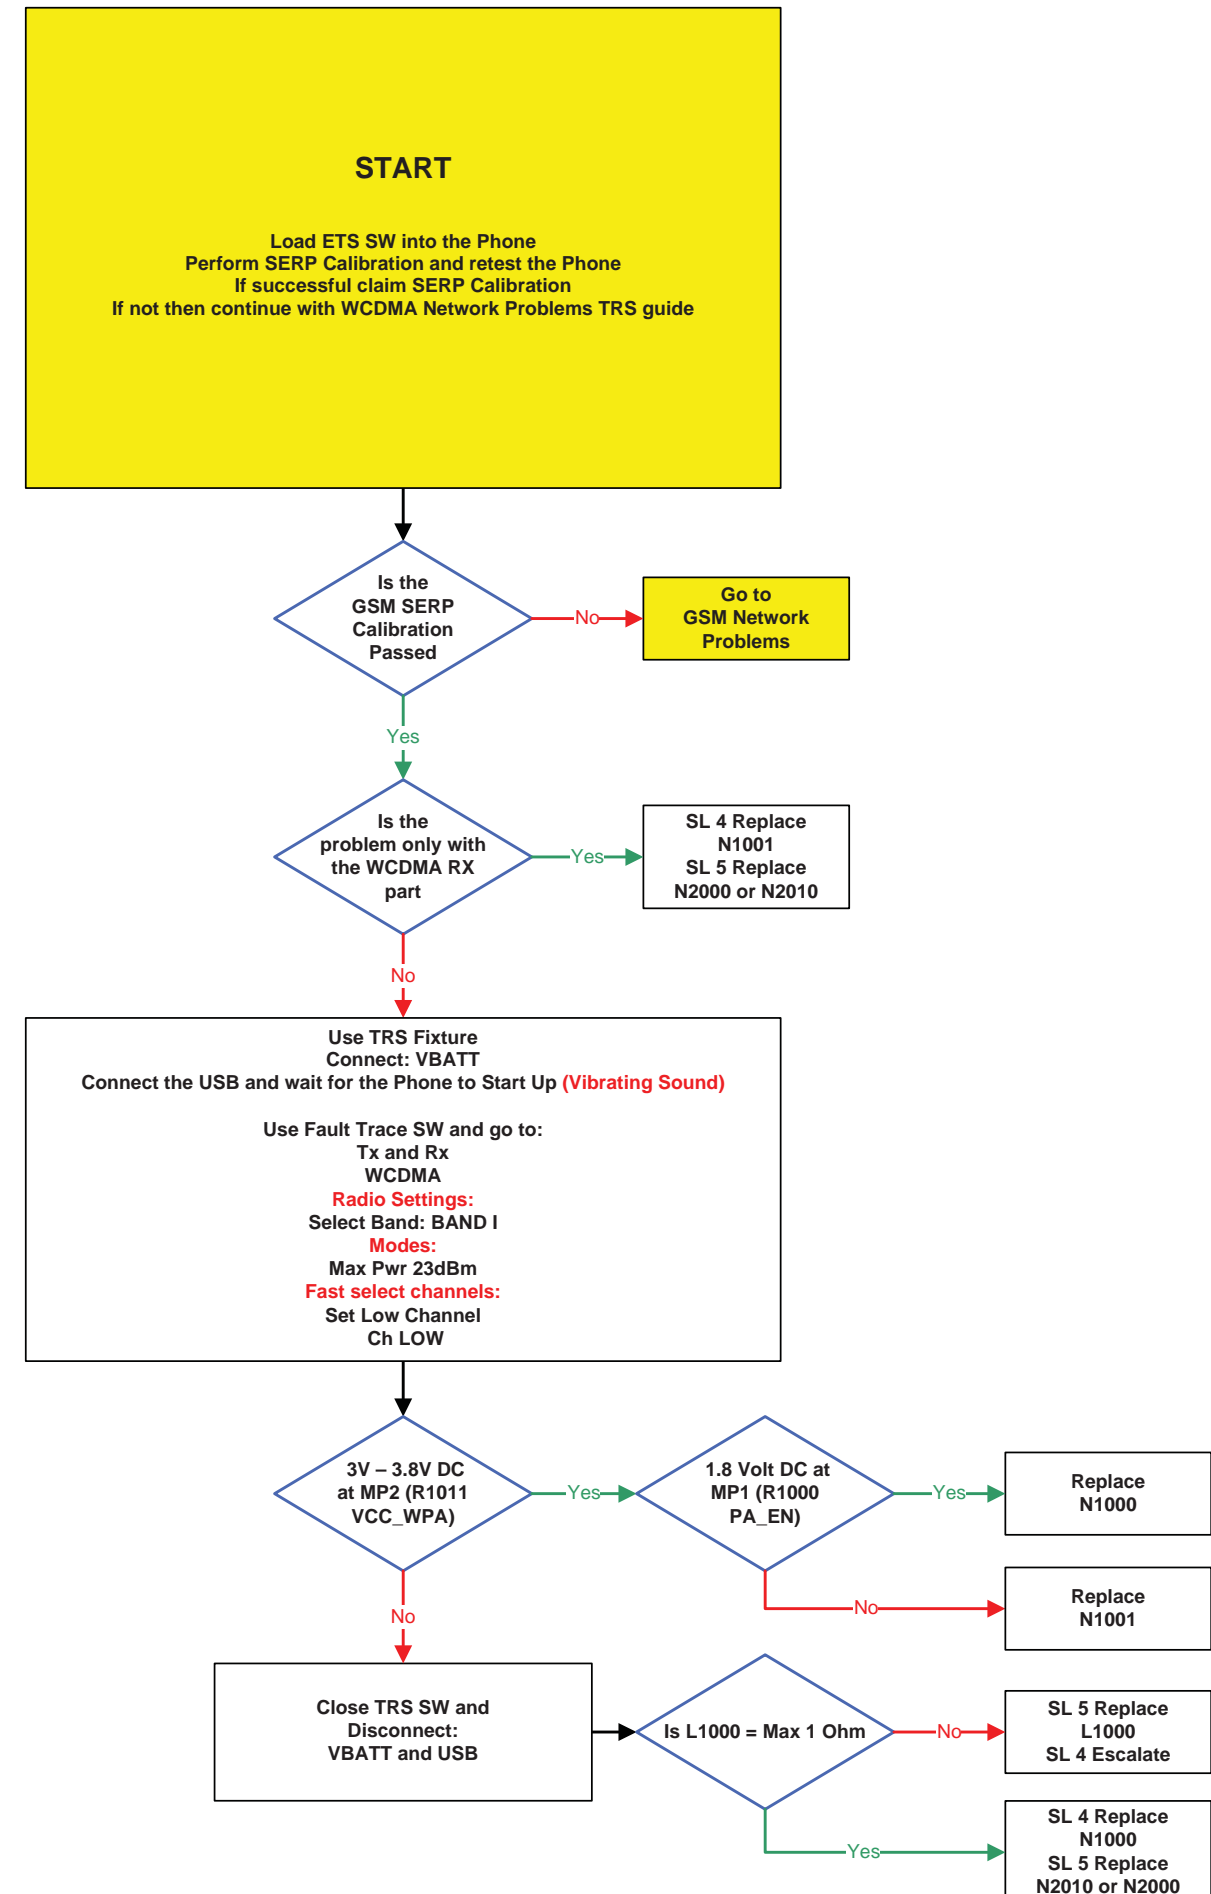 START
Load ETS SW into the Phone
Perform SERP Calibration and retest the Phone
If successful claim SERP Calibration
If not then continue with WCDMA Network Problems TRS guide
Is the
GSM SERP
Calibration
Passed
No
Go to
GSM Network
Problems
Yes
Is the
problem only with
the WCDMA RX
part
Yes
SL 4 Replace
N1001
SL 5 Replace
N2000 or N2010
No
Use TRS Fixture
Connect: VBATT
Connect the USB and wait for the Phone to Start Up (Vibrating Sound)
Use Fault Trace SW and go to:
Tx and Rx
WCDMA
Radio Settings:
Select Band: BAND I
Modes:
Max Pwr 23dBm
Fast select channels:
Set Low Channel
Ch LOW
3V – 3.8V DC
at MP2 (R1011
VCC_WPA)
Yes
1.8 Volt DC at
MP1 (R1000
PA_EN)
Yes
Replace
N1000
No
Replace
N1001
No
Close TRS SW and
Disconnect:
VBATT and USB
Is L1000 = Max 1 Ohm
No
SL 5 Replace
L1000
SL 4 Escalate
Yes
SL 4 Replace
N1000
SL 5 Replace
N2010 or N2000